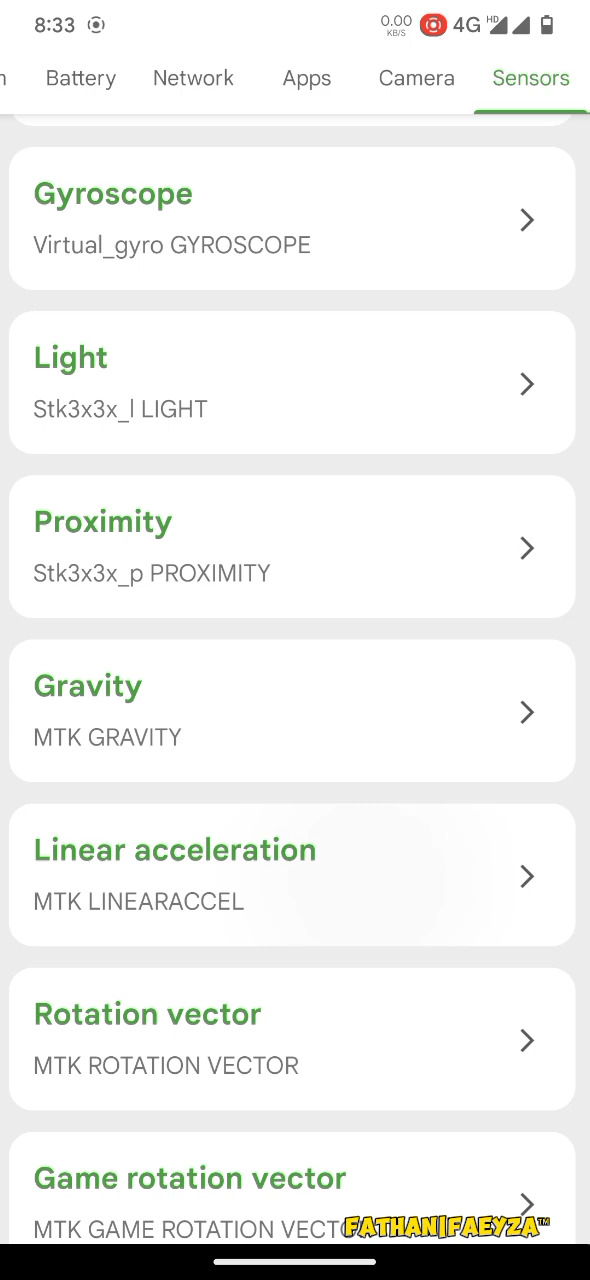 8:33 0.00 KB/S 4G HD
n Battery Network Apps Camera Sensors
Gyroscope
Virtual_gyro GYROSCOPE
Light
Stk3x3x_l LIGHT
Proximity
Stk3x3x_p PROXIMITY
Gravity
MTK GRAVITY
Linear acceleration
MTK LINEARACCEL
Rotation vector
MTK ROTATION VECTOR
Game rotation vector
MTK GAME ROTATION VECTO
FATHANIFAEYZA™